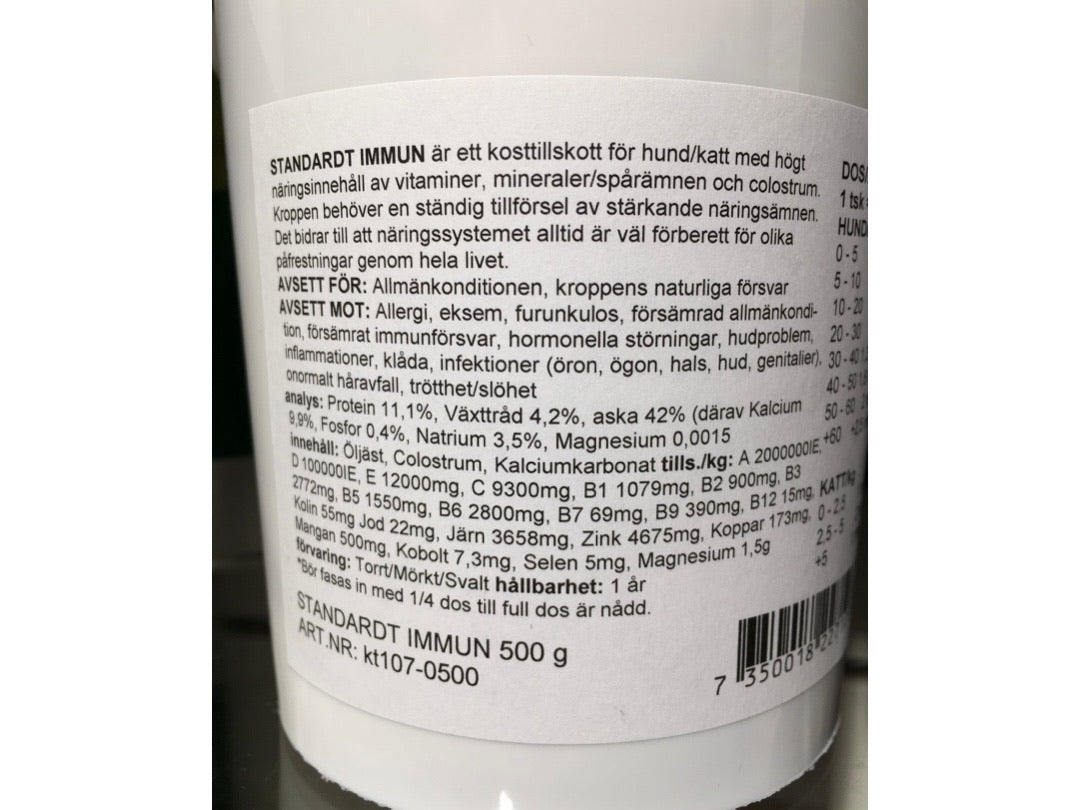 STANDARDT IMMUN är ett kosttillskott för hund/katt med högt
näringsinnehåll av vitaminer, mineraler/spårämnen och colostrum.
Kroppen behöver en ständig tillförsel av stärkande näringsämnen.
Det bidrar till att näringssystemet alltid är väl förberett för olika
påfrestningar genom hela livet.
AVSETT FÖR: Allmänkonditionen, kroppens naturliga försvar
AVSETT MOT: Allergi, eksem, furunkulos, försämrad allmänkondi-
tion, försämrat immunförsvar, hormonella störningar, hudproblem,
inflammationer, klåda, infektioner (öron, ögon, hals, hud, genitalier),
onormalt håravfall, trötthet/slöhet
analys: Protein 11,1%, Växttråd 4,2%, aska 42% (därav Kalcium
9,9%, Fosfor 0,4%, Natrium 3,5%, Magnesium 0,0015
innehåll: Öljäst, Colostrum, Kalciumkarbonat tills./kg: A 2000000IE,
D 100000IE, E 12000mg, C 9300mg, B1 1079mg, B2 900mg, B3
2772mg, B5 1550mg, B6 2800mg, B7 69mg, B9 390mg, B12 15mg,
Kolin 55mg Jod 22mg, Järn 3658mg, Zink 4675mg, Koppar 173mg,
Mangan 500mg, Kobolt 7,3mg, Selen 5mg, Magnesium 1,5g
förvaring: Torrt/Mörkt/Svalt hållbarhet: 1 år
*Bör fasas in med 1/4 dos till full dos är nådd.
STANDARDT IMMUN 500 g
ART.NR: kt107-0500
1 tsk
0-5
5-10
10-20
20-30
30-40
40-50
50-60
+60
KATT/kg
0-2,5
2,5-5
+5
7 350018